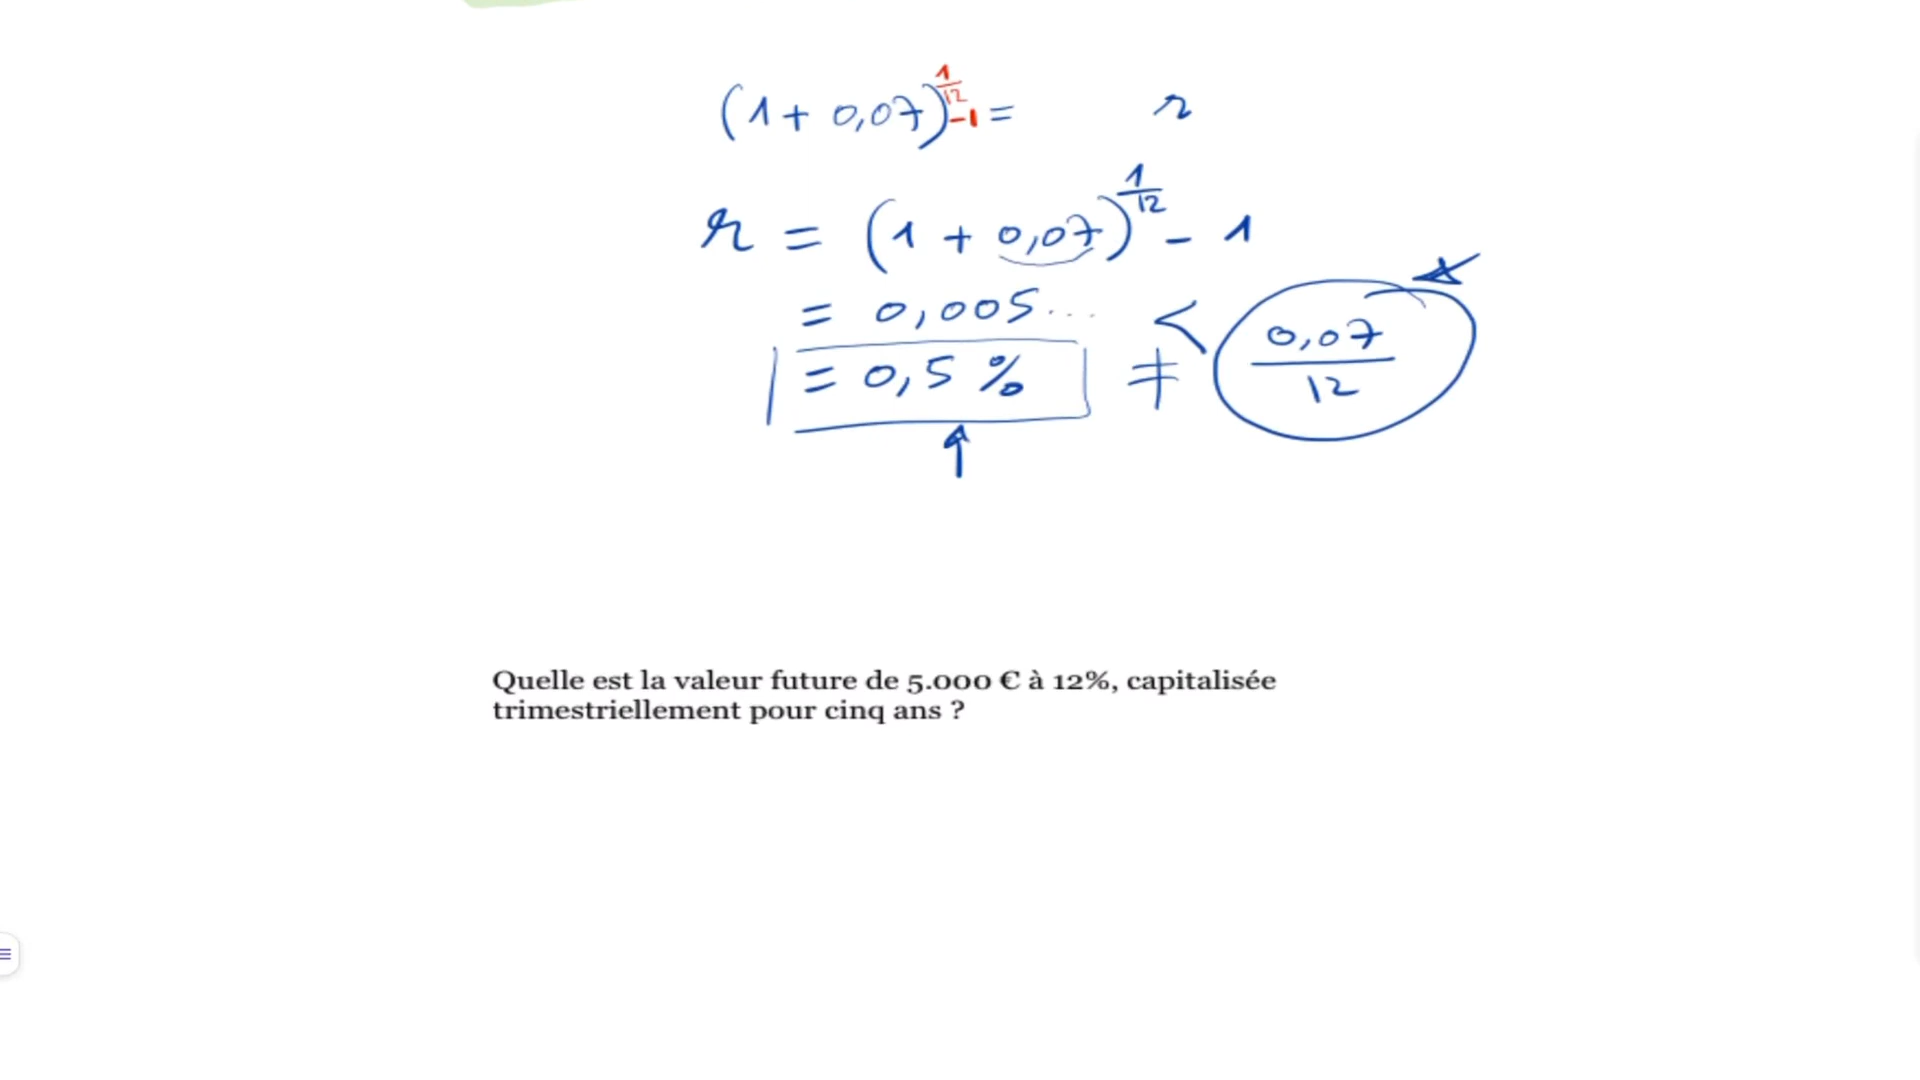 (1 + 0,07)^{1/12} - 1 = r
r = (1 + 0,07)^{1/12} - 1
= 0,005... < 0,07/12
= 0,5 % ≠
Quelle est la valeur future de 5.000 € à 12%, capitalisée
trimestriellement pour cinq ans ?